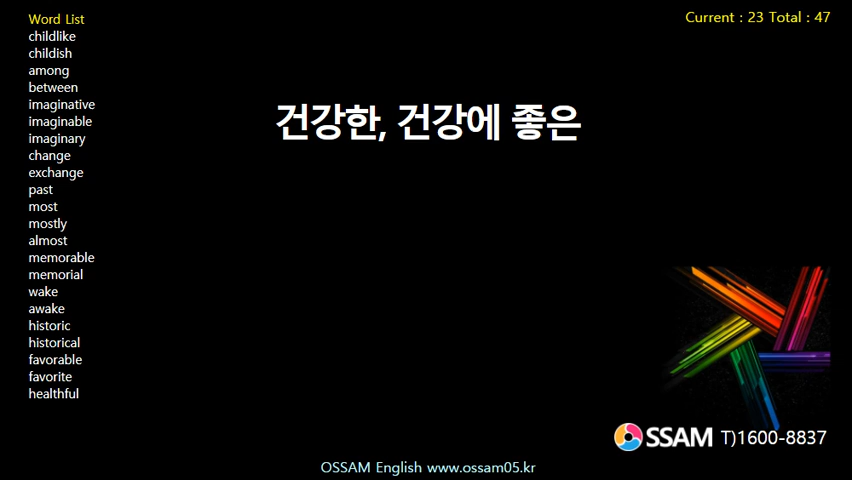 Word List
childlike
childish
among
between
imaginative
imaginable
imaginary
change
exchange
past
most
mostly
almost
memorable
memorial
wake
awake
historic
historical
favorable
favorite
healthful
Current : 23 Total : 47
건강한, 건강에 좋은
OSSAM T)1600-8837
OSSAM English www.ossam05.kr